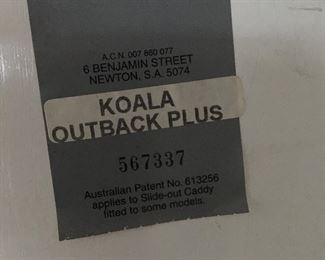 A.C.N. 007 860 077
6 BENJAMIN STREET
NEWTON, S.A. 5074
KOALA
OUTBACK PLUS
567337
Australian Patent No. 613256
applies to Slide-out Caddy
fitted to some models.